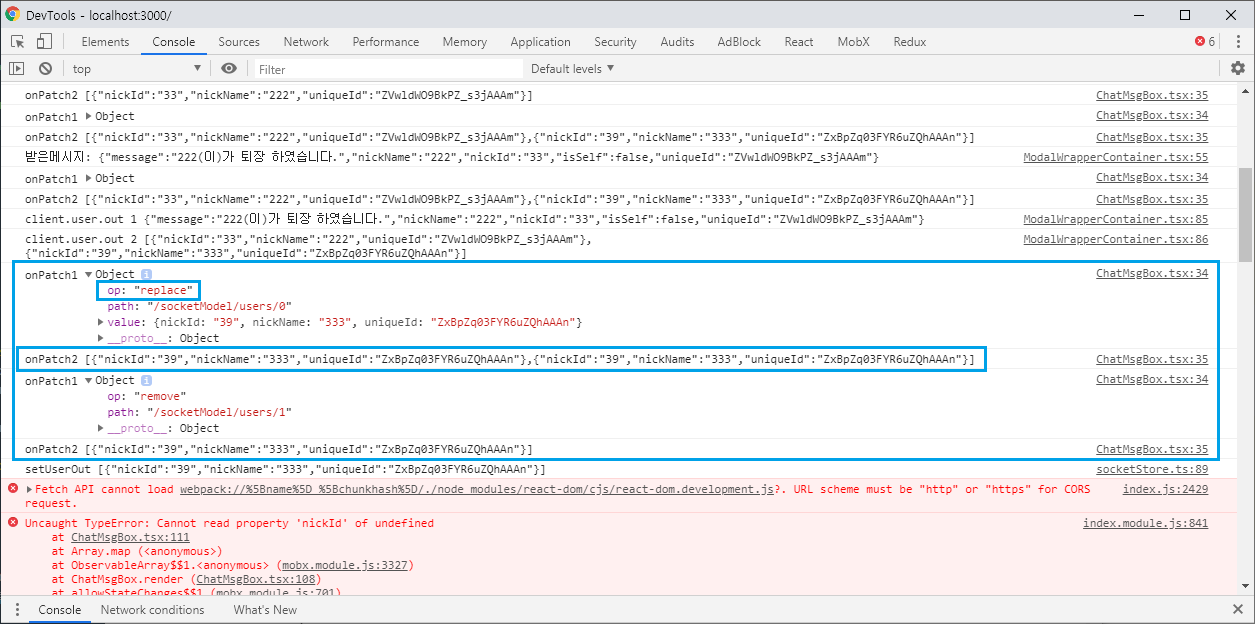 DevTools - localhost:3000/
Elements Console Sources Network Performance Memory Application Security Audits AdBlock React MobX Redux 6
top Filter Default levels
onPatch2 [{"nickId":"33","nickName":"222","uniqueId":"ZVwldWO9BkPZ_s3jAAAm"}] ChatMsgBox.tsx:35
onPatch1 Object ChatMsgBox.tsx:34
onPatch2 [{"nickId":"33","nickName":"222","uniqueId":"ZVwldWO9BkPZ_s3jAAAm"},{"nickId":"39","nickName":"333","uniqueId":"ZxBpZq03FYR6uZQhAAAn"}] ChatMsgBox.tsx:35
받은메시지: {"message":"222(이)가 퇴장 하였습니다.","nickName":"222","nickId":"33","isSelf":false,"uniqueId":"ZVwldWO9BkPZ_s3jAAAm"} ModalWrapperContainer.tsx:55
onPatch1 Object ChatMsgBox.tsx:34
onPatch2 [{"nickId":"33","nickName":"222","uniqueId":"ZVwldWO9BkPZ_s3jAAAm"},{"nickId":"39","nickName":"333","uniqueId":"ZxBpZq03FYR6uZQhAAAn"}] ChatMsgBox.tsx:35
client.user.out 1 {"message":"222(이)가 퇴장 하였습니다.","nickName":"222","nickId":"33","isSelf":false,"uniqueId":"ZVwldWO9BkPZ_s3jAAAm"} ModalWrapperContainer.tsx:85
client.user.out 2 [{"nickId":"33","nickName":"222","uniqueId":"ZVwldWO9BkPZ_s3jAAAm"}, ModalWrapperContainer.tsx:86
{"nickId":"39","nickName":"333","uniqueId":"ZxBpZq03FYR6uZQhAAAn"}]
onPatch1 Object i ChatMsgBox.tsx:34
op: "replace"
path: "/socketModel/users/0"
value: {nickId: "39", nickName: "333", uniqueId: "ZxBpZq03FYR6uZQhAAAn"}
__proto__: Object
onPatch2 [{"nickId":"39","nickName":"333","uniqueId":"ZxBpZq03FYR6uZQhAAAn"},{"nickId":"39","nickName":"333","uniqueId":"ZxBpZq03FYR6uZQhAAAn"}] ChatMsgBox.tsx:35
onPatch1 Object i ChatMsgBox.tsx:34
op: "remove"
path: "/socketModel/users/1"
__proto__: Object
onPatch2 [{"nickId":"39","nickName":"333","uniqueId":"ZxBpZq03FYR6uZQhAAAn"}] ChatMsgBox.tsx:35
setUserOut [{"nickId":"39","nickName":"333","uniqueId":"ZxBpZq03FYR6uZQhAAAn"}] socketStore.ts:89
Fetch API cannot load webpack://%5Bname%5D_%5Bchunkhash%5D/./node_modules/react-dom/cjs/react-dom.development.js?. URL scheme must be "http" or "https" for CORS index.js:2429
request.
Uncaught TypeError: Cannot read property 'nickId' of undefined index.module.js:841
at ChatMsgBox.tsx:111
at Array.map (<anonymous>)
at ObservableArray$$1.<anonymous> (mobx.module.js:3327)
at ChatMsgBox.render (ChatMsgBox.tsx:108)
at allowStateChanges$$1 (mobx.module.js:701)
Console Network conditions What's New